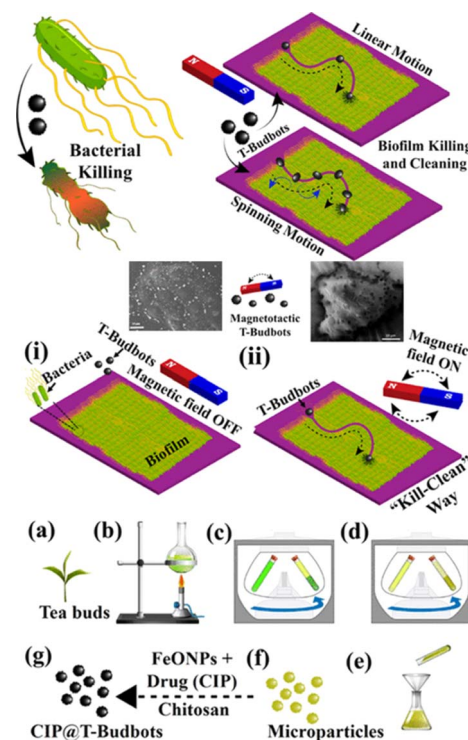 Linear Motion
N
S
T-Budbots
Bacterial
Killing
Biofilm Killing
and Cleaning
Spinning Motion
N
S
Magnetotactic
T-Budbots
(i)
T-Budbots
Bacteria
N
S
Magnetic field OFF
Biofilm
(ii)
Magnetic
field ON
N
S
T-Budbots
"Kill-Clean"
Way
(a)
(b)
(c)
(d)
Tea buds
(g)
FeONPs +
Drug (CIP)
Chitosan
(f)
(e)
CIP@T-Budbots
Microparticles